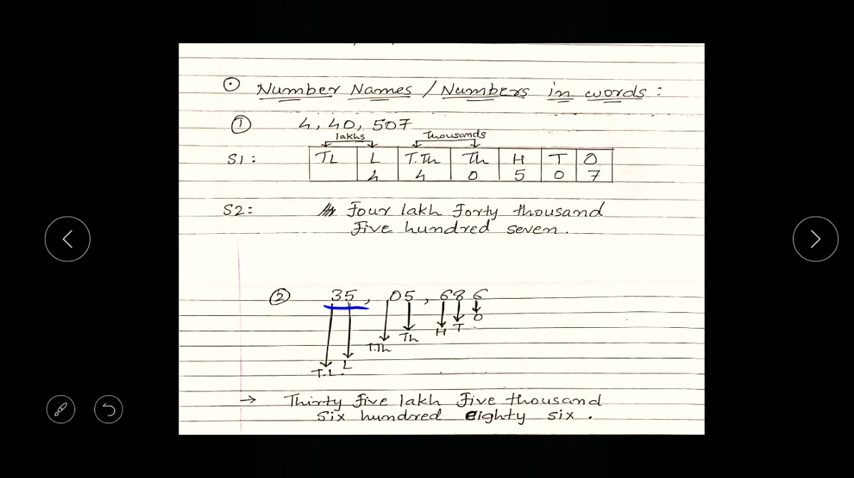 ⊙ Number Names / Numbers in words :
① 4, 40, 507
lakhs Thousands
S1: TL L T.Th Th H T O
4 4 0 5 0 7
S2: Four lakh Forty thousand
Five hundred seven.
② 35, 05, 686
T.L. L T.Th Th H T O
→ Thirty Five lakh Five thousand
Six hundred eighty six.